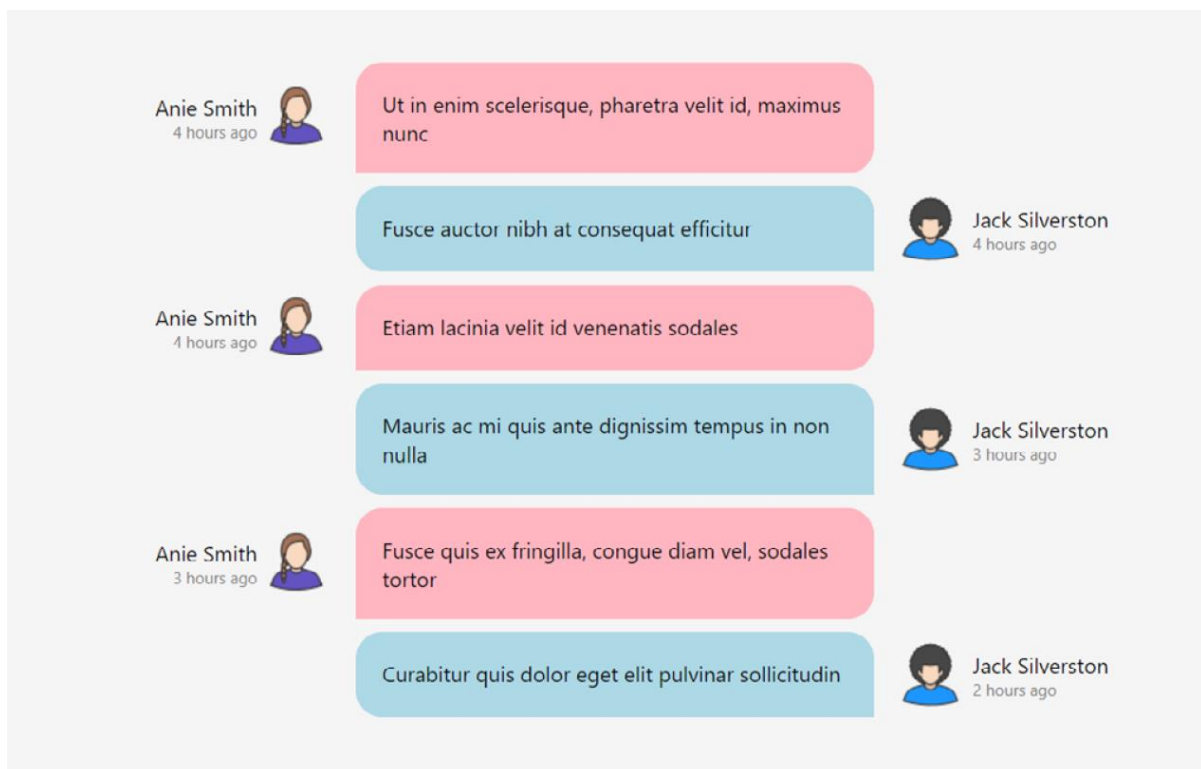 Anie Smith
4 hours ago
Ut in enim scelerisque, pharetra velit id, maximus
nunc
Fusce auctor nibh at consequat efficitur
Jack Silverston
4 hours ago
Anie Smith
4 hours ago
Etiam lacinia velit id venenatis sodales
Mauris ac mi quis ante dignissim tempus in non
nulla
Jack Silverston
3 hours ago
Anie Smith
3 hours ago
Fusce quis ex fringilla, congue diam vel, sodales
tortor
Curabitur quis dolor eget elit pulvinar sollicitudin
Jack Silverston
2 hours ago